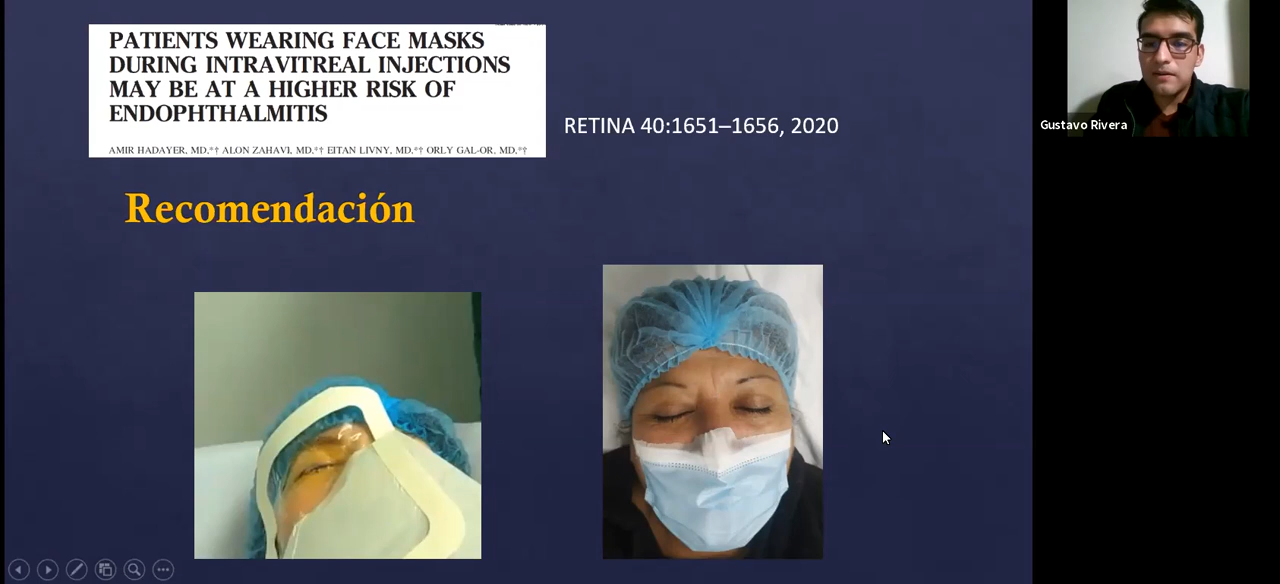 PATIENTS WEARING FACE MASKS
DURING INTRAVITREAL INJECTIONS
MAY BE AT A HIGHER RISK OF
ENDOPHTHALMITIS
AMIR HADAYER, MD,*† ALON ZAHAVI, MD,*† EITAN LIVNY, MD,*† ORLY GAL-OR, MD,*†
RETINA 40:1651–1656, 2020
Gustavo Rivera
Recomendación